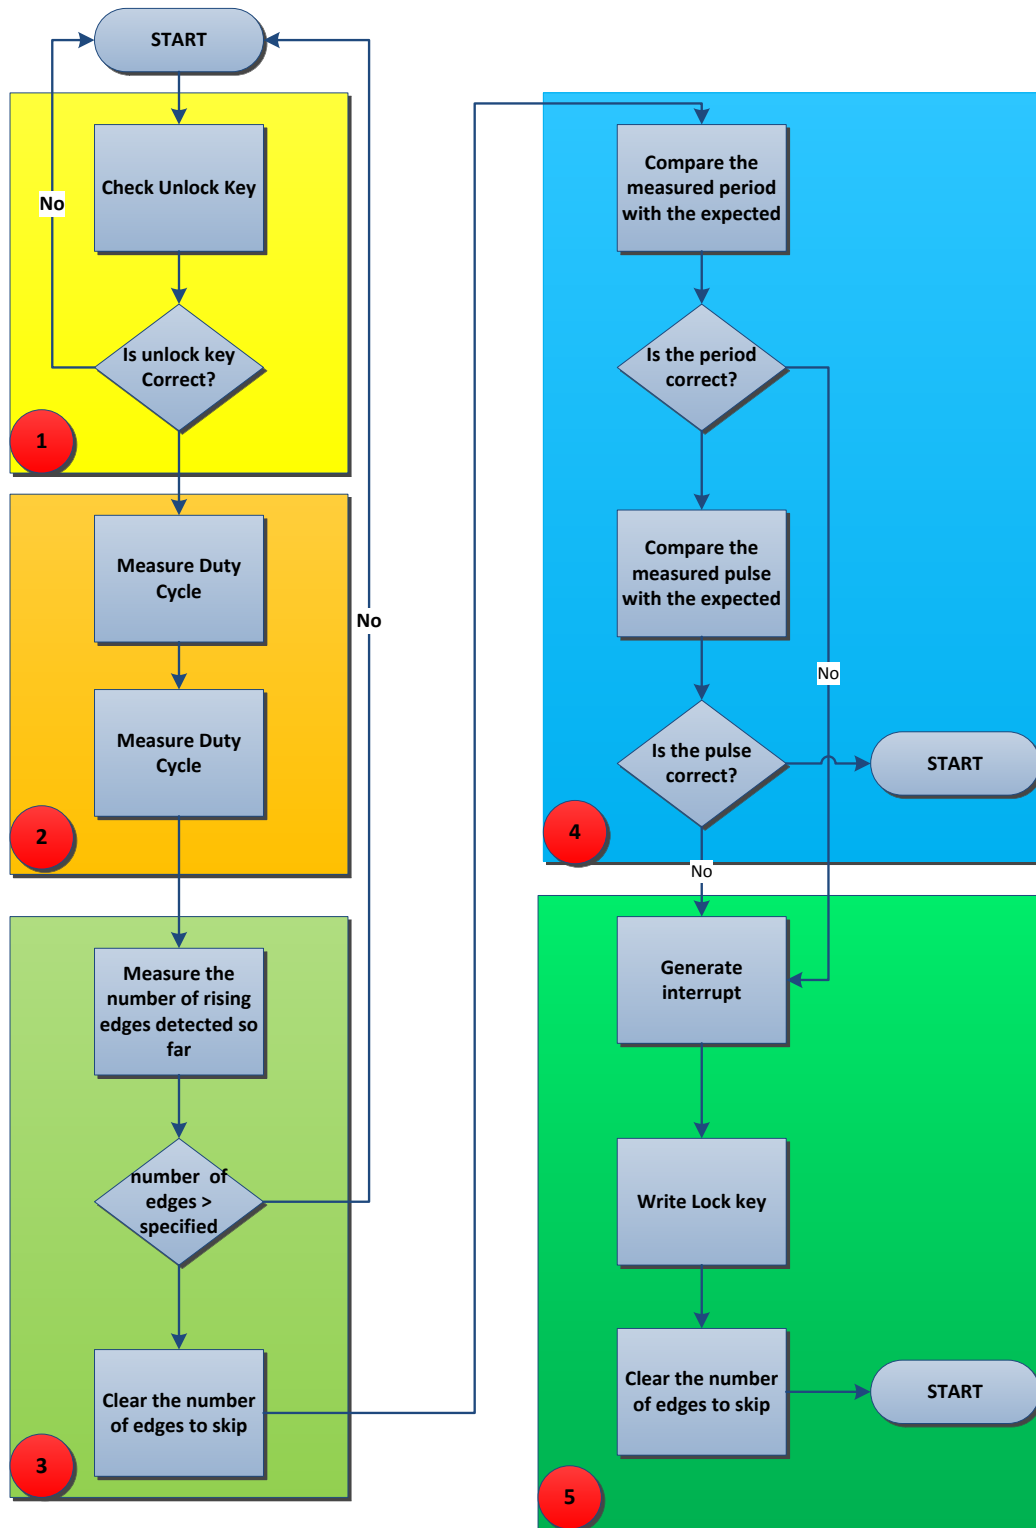 START
Check Unlock Key
No
Is unlock key
Correct?
1
Measure Duty
Cycle
No
Measure Duty
Cycle
2
Measure the
number of rising
edges detected so
far
number of
edges >
specified
Clear the number
of edges to skip
3
Compare the
measured period
with the expected
Is the period
correct?
Compare the
measured pulse
with the expected
No
Is the pulse
correct?
START
4
No
Generate
interrupt
Write Lock key
Clear the number
of edges to skip
START
5